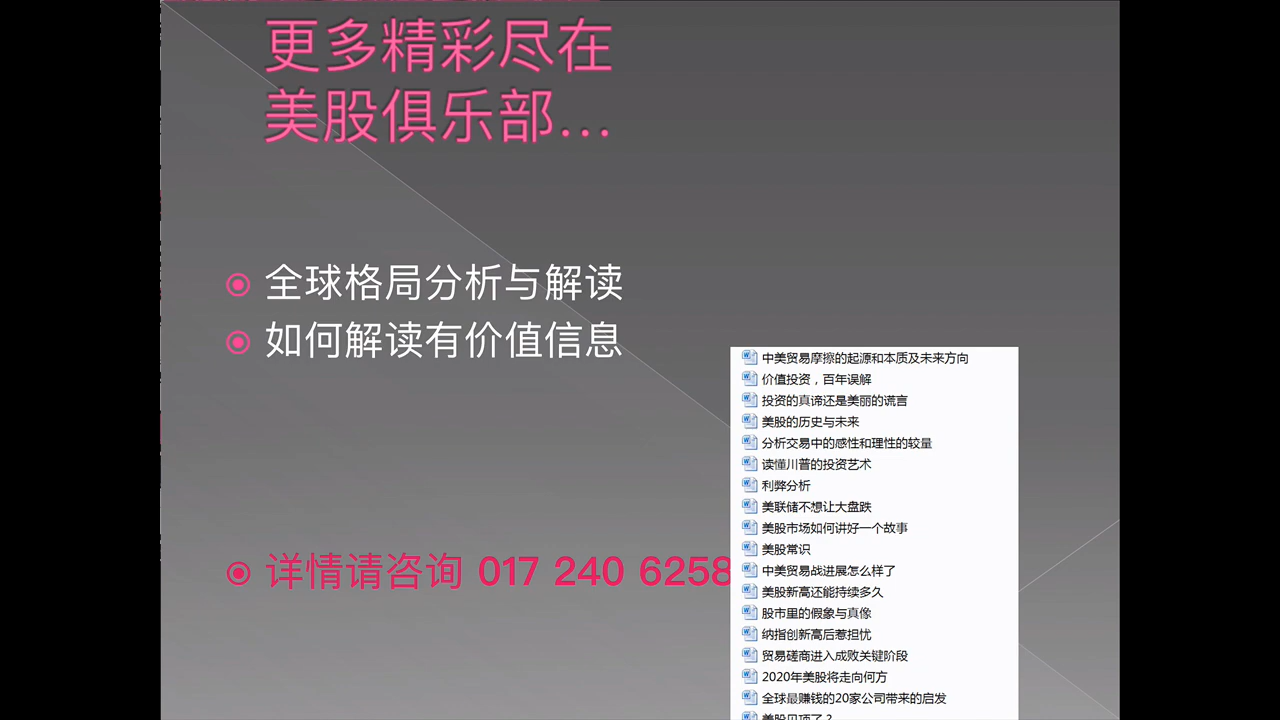 更多精彩尽在
美股俱乐部...
全球格局分析与解读
如何解读有价值信息
详情请咨询 017 240 6258
中美贸易摩擦的起源和本质及未来方向
价值投资，百年误解
投资的真谛还是美丽的谎言
美股的历史与未来
分析交易中的感性和理性的较量
读懂川普的投资艺术
利弊分析
美联储不想让大盘跌
美股市场如何讲好一个故事
美股常识
中美贸易战进展怎么样了
美股新高还能持续多久
股市里的假象与真像
纳指创新高后惹担忧
贸易磋商进入成败关键阶段
2020年美股将走向何方
全球最赚钱的20家公司带来的启发
美股见顶了？